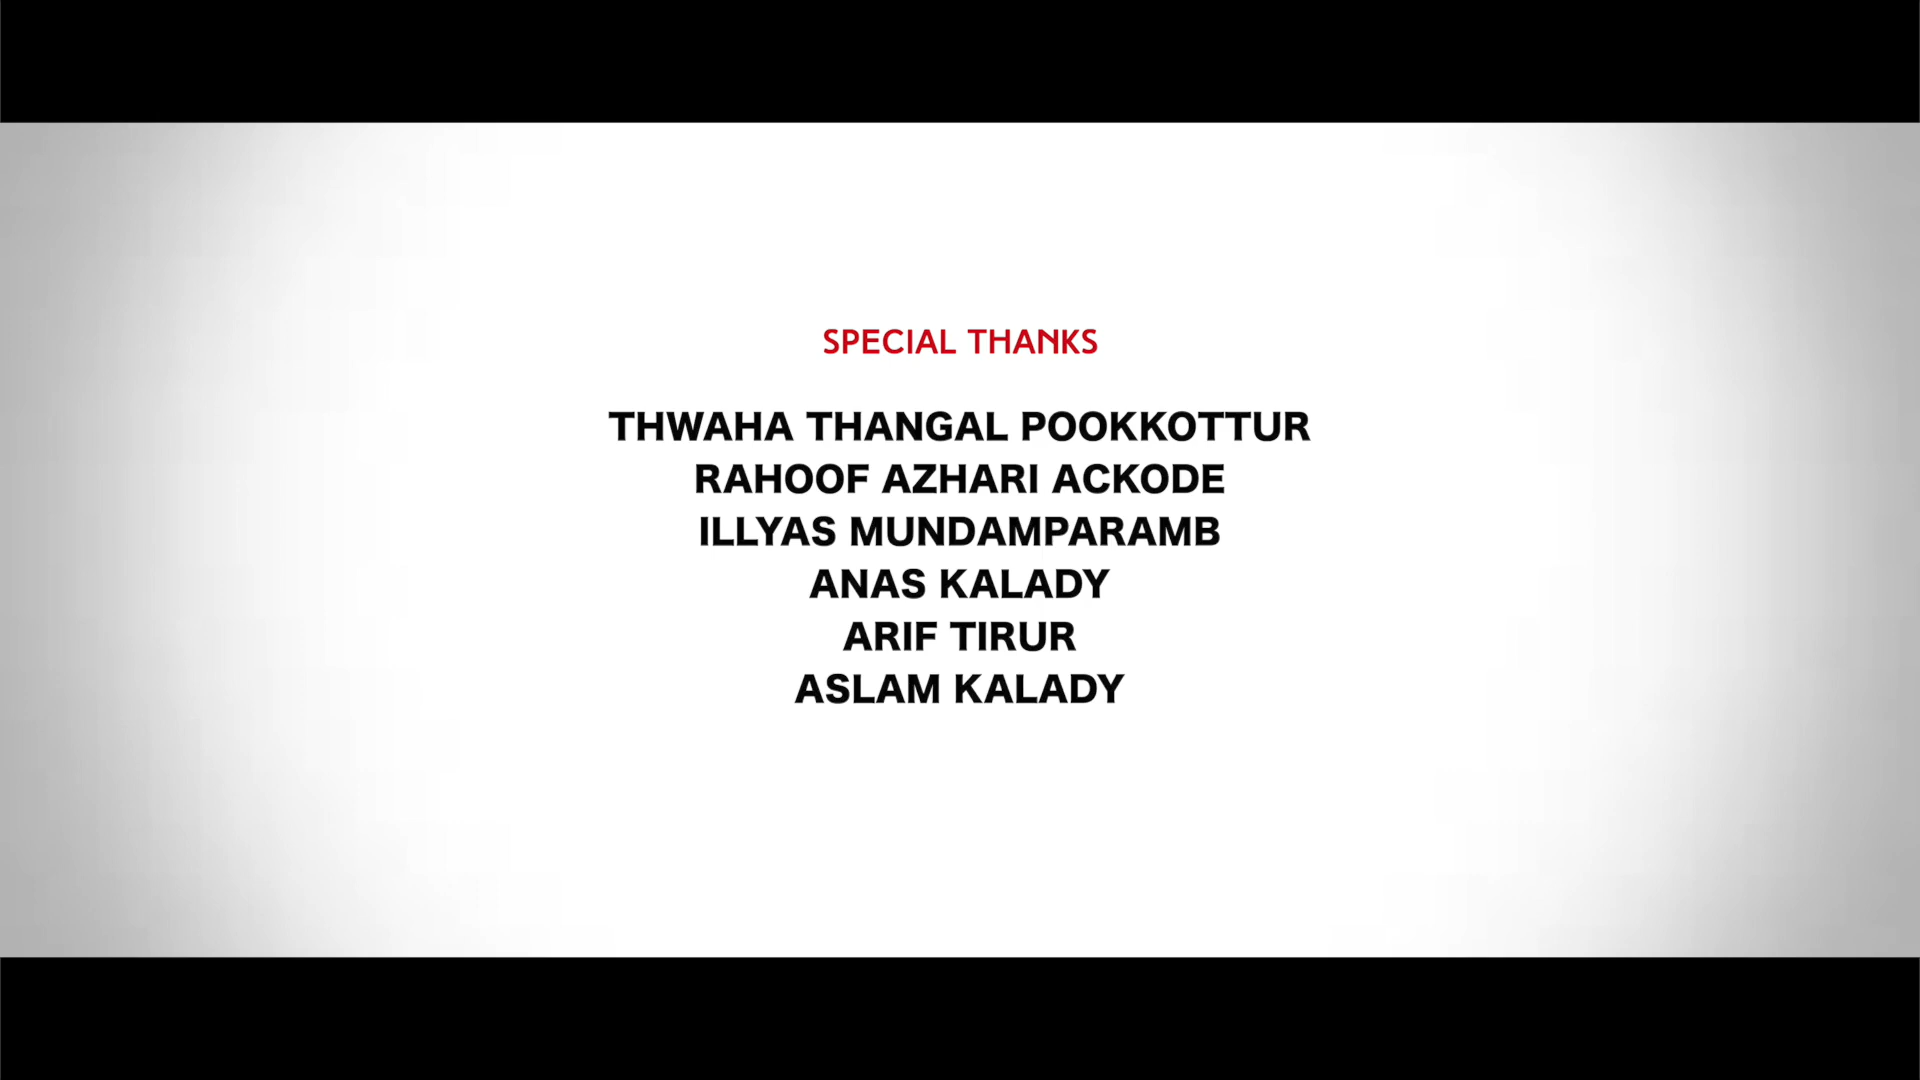 SPECIAL THANKS
THWAHA THANGAL POOKKOTTUR
RAHOOF AZHARI ACKODE
ILLYAS MUNDAMPARAMB
ANAS KALADY
ARIF TIRUR
ASLAM KALADY